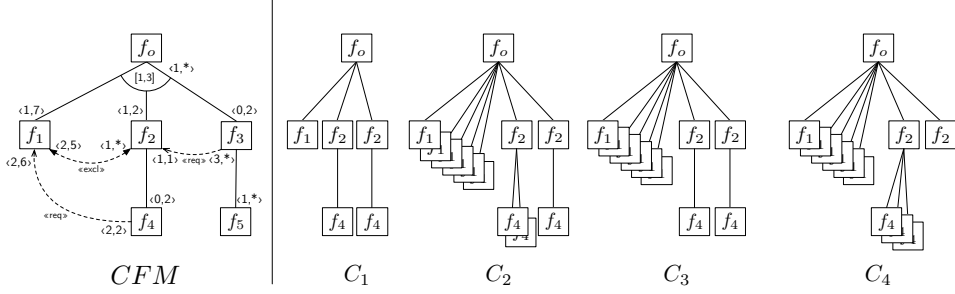 f_o f_o f_o f_o f_o
[1,3] ⟨1,*⟩
⟨1,7⟩ ⟨1,2⟩ ⟨0,2⟩
f_1 f_2 f_3 f_1 f_2 f_2 f_1 f_2 f_2 f_1 f_2 f_2 f_1 f_2 f_2
⟨2,5⟩ ⟨1,*⟩
⟨2,6⟩ «excl» ⟨1,1⟩ «req» ⟨3,*⟩
⟨0,2⟩ ⟨1,*⟩
«req» f_4 f_5 f_4 f_4 f_4 f_4 f_4 f_4 f_4
⟨2,2⟩ f_4
CFM C_1 C_2 C_3 C_4